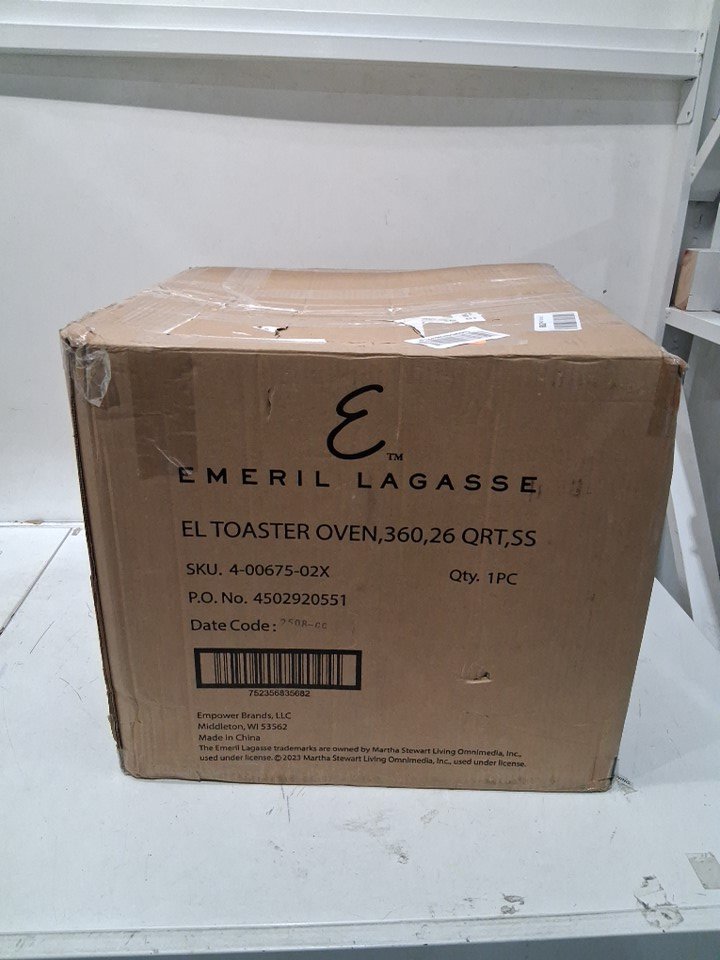 E™
EMERIL LAGASSE
EL TOASTER OVEN,360,26 QRT,SS
SKU. 4-00675-02X
Qty. 1PC
P.O. No. 4502920551
Date Code:
752356835682
Empower Brands, LLC
Middleton, WI 53562
Made in China
The Emeril Lagasse trademarks are owned by Martha Stewart Living Omnimedia, Inc.,
used under license. © 2023 Martha Stewart Living Omnimedia, Inc., used under license.